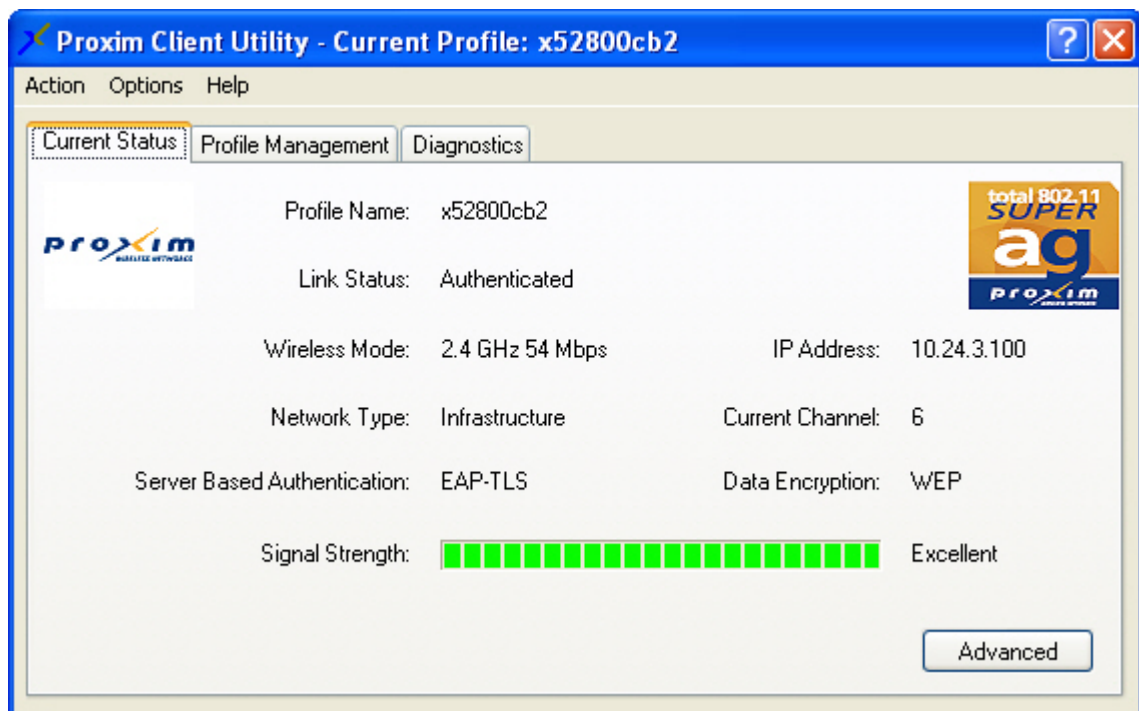 Proxim Client Utility - Current Profile: x52800cb2
Action Options Help
Current Status Profile Management Diagnostics
proxim
WIRELESS NETWORKS
Profile Name: x52800cb2
total 802.11
SUPER
ag
proxim
Link Status: Authenticated
Wireless Mode: 2.4 GHz 54 Mbps IP Address: 10.24.3.100
Network Type: Infrastructure Current Channel: 6
Server Based Authentication: EAP-TLS Data Encryption: WEP
Signal Strength: Excellent
Advanced